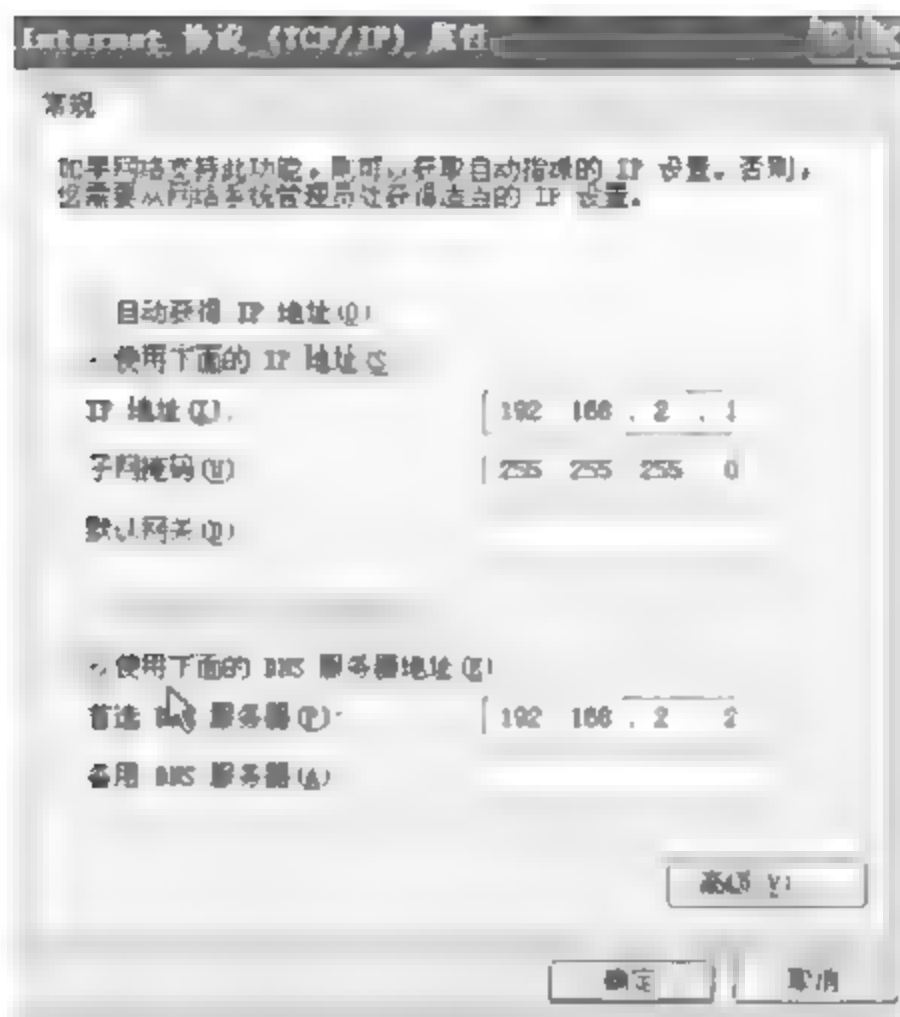 Internet 协议 (TCP/IP) 属性
常规
如果网络支持此功能,则可以获取自动指派的 IP 设置。否则,
您需要从网络系统管理员处获得适当的 IP 设置。
自动获得 IP 地址(O)
使用下面的 IP 地址(S
IP 地址(I).
192 168 . 2 . 1
子网掩码(U)
255 255 255 0
默认网关(D)
使用下面的 DNS 服务器地址(E)
首选 DNS 服务器(P):
192 168 . 2 2
备用 DNS 服务器(A)
高级 V)
确定
取消